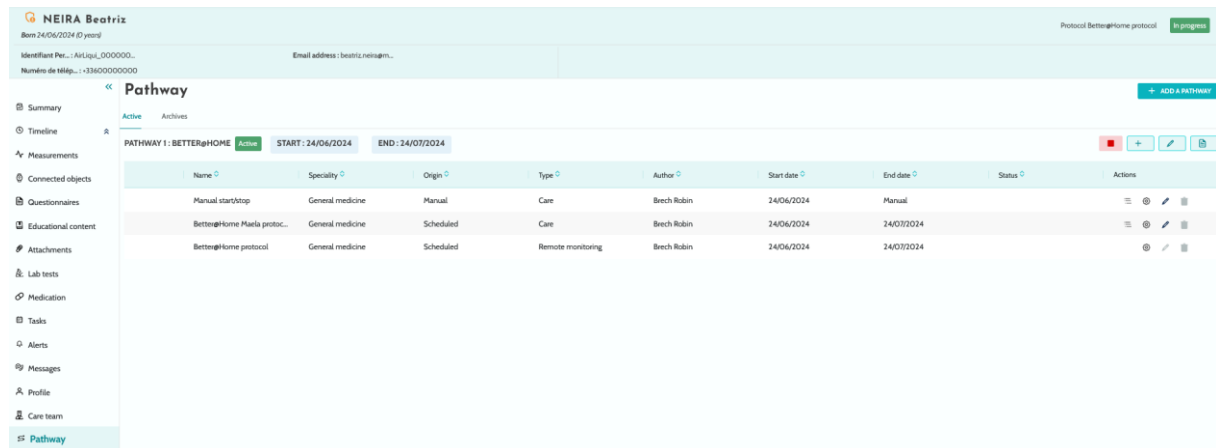 NEIRA Beatriz
Born 24/06/2024 (0 years)
Protocol Better@Home protocol In progress
Identifiant Per... : AirLiqui_000000... Email address : beatriz.neira@m...
Numéro de télép... : +33600000000
Pathway
+ ADD A PATHWAY
Summary
Timeline
Measurements
Connected objects
Questionnaires
Educational content
Attachments
Lab tests
Medication
Tasks
Alerts
Messages
Profile
Care team
Pathway
Active Archives
PATHWAY 1 : BETTER@HOME Active START : 24/06/2024 END : 24/07/2024
Name Speciality Origin Type Author Start date End date Status Actions
Manual start/stop General medicine Manual Care Brech Robin 24/06/2024 Manual
Better@Home Maela protoc... General medicine Scheduled Care Brech Robin 24/06/2024 24/07/2024
Better@Home protocol General medicine Scheduled Remote monitoring Brech Robin 24/06/2024 24/07/2024